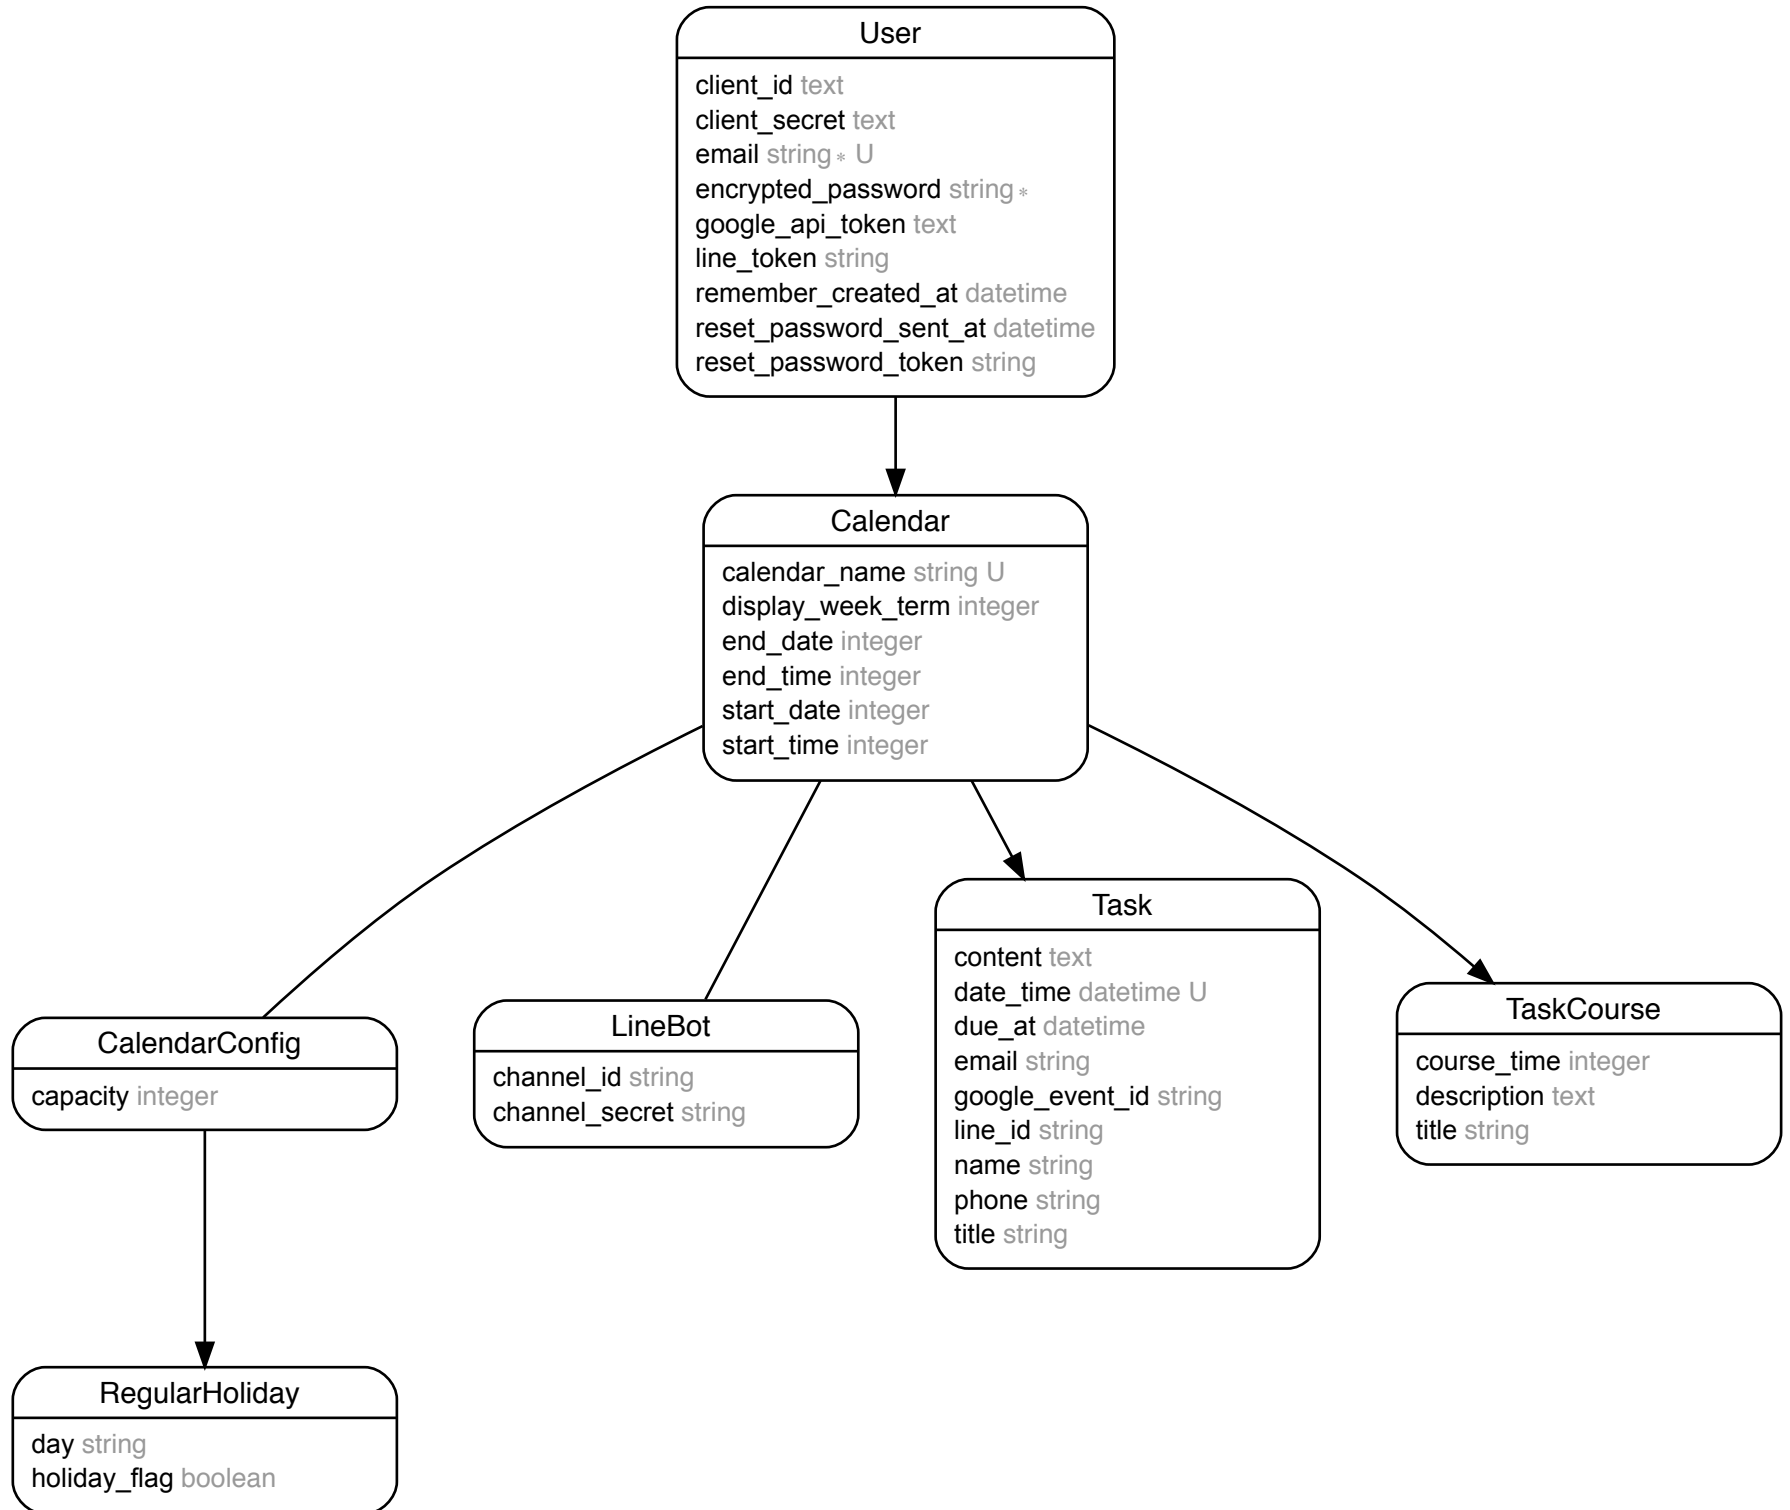 User
client_id text
client_secret text
email string * U
encrypted_password string *
google_api_token text
line_token string
remember_created_at datetime
reset_password_sent_at datetime
reset_password_token string
Calendar
calendar_name string U
display_week_term integer
end_date integer
end_time integer
start_date integer
start_time integer
CalendarConfig
capacity integer
LineBot
channel_id string
channel_secret string
Task
content text
date_time datetime U
due_at datetime
email string
google_event_id string
line_id string
name string
phone string
title string
TaskCourse
course_time integer
description text
title string
RegularHoliday
day string
holiday_flag boolean